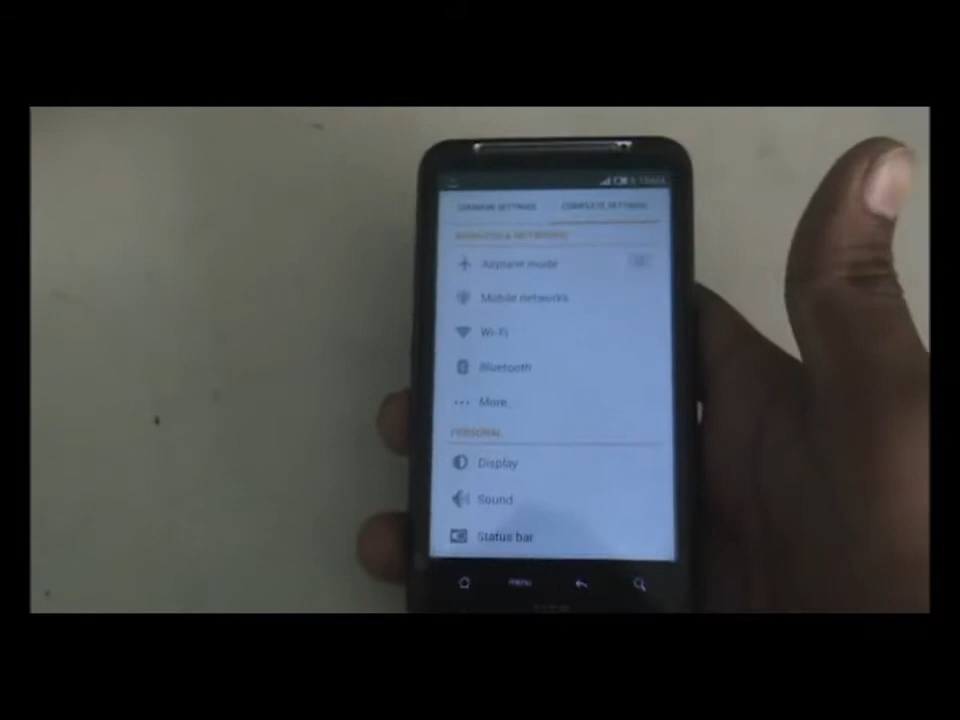 COMMON SETTINGS
COMPLETE SETTINGS
WIRELESS & NETWORKS
Airplane mode
Mobile networks
Wi-Fi
Bluetooth
More
PERSONAL
Display
Sound
Status bar
menu